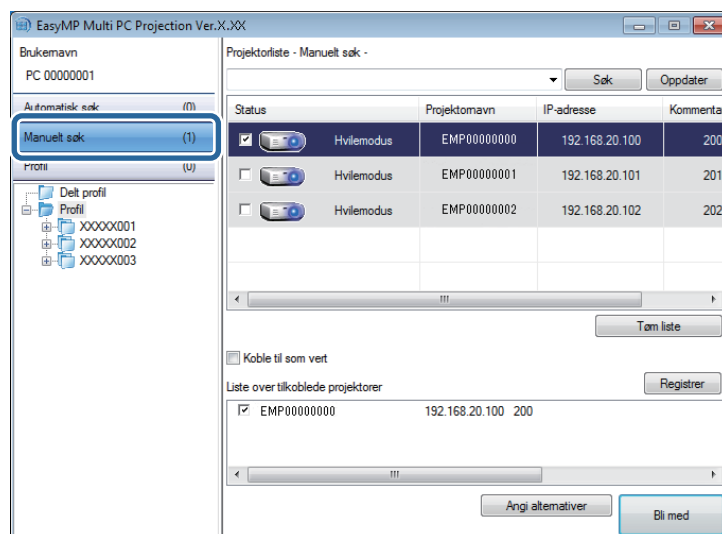 EasyMP Multi PC Projection Ver.X.XX
Brukernavn
PC 00000001
Automatisk søk (0)
Manuelt søk (1)
Profil (0)
Delt profil
Profil
XXXXX001
XXXXX002
XXXXX003
Projektorliste - Manuelt søk -
Søk Oppdater
Status Projektornavn IP-adresse Kommenta
Hvilemodus EMP00000000 192.168.20.100 200
Hvilemodus EMP00000001 192.168.20.101 201
Hvilemodus EMP00000002 192.168.20.102 202
Tøm liste
Koble til som vert
Liste over tilkoblede projektorer Registrer
EMP00000000 192.168.20.100 200
Angi alternativer Bli med